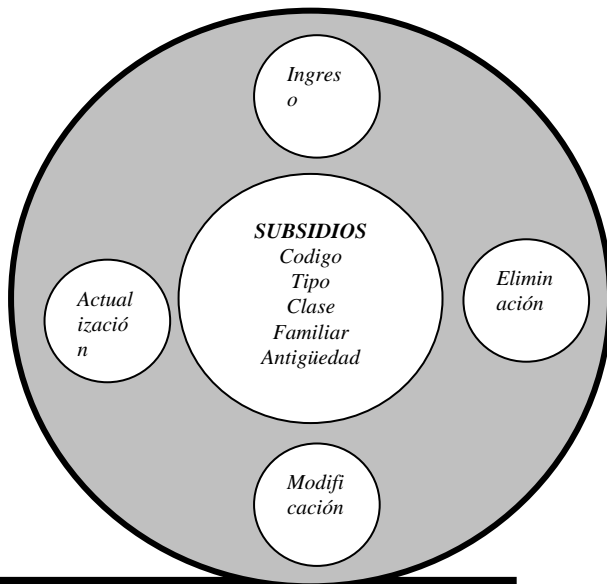 Ingres
o
SUBSIDIOS
Codigo
Tipo
Clase
Familiar
Antigüedad
Actual
izació
n
Elimin
ación
Modifi
cación